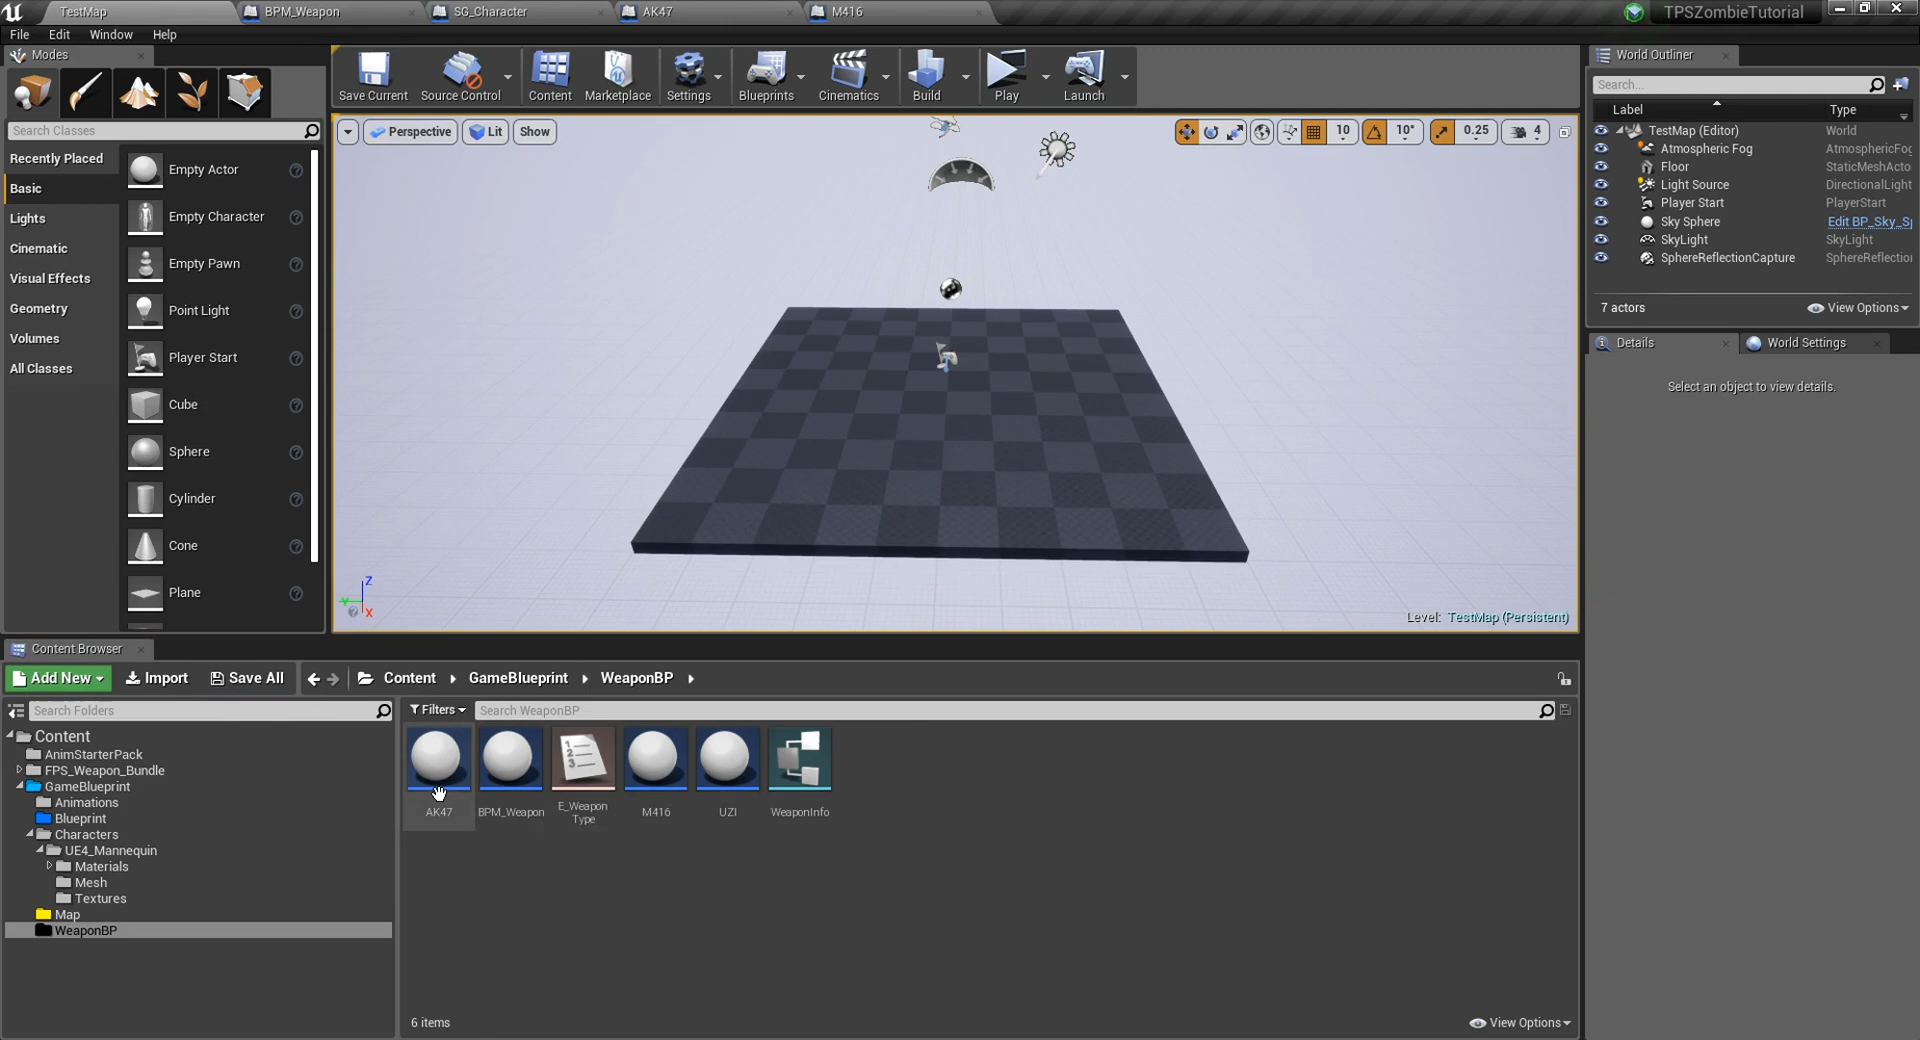 TestMap
BPM_Weapon
SG_Character
AK47
M416
TPSZombieTutorial
File Edit Window Help
Modes
Search Classes
Recently Placed
Basic
Lights
Cinematic
Visual Effects
Geometry
Volumes
All Classes
Empty Actor
Empty Character
Empty Pawn
Point Light
Player Start
Cube
Sphere
Cylinder
Cone
Plane
Save Current
Source Control
Content
Marketplace
Settings
Blueprints
Cinematics
Build
Play
Launch
Perspective
Lit
Show
10
10°
0.25
4
Z
Y
X
Level: TestMap (Persistent)
World Outliner
Search...
Label Type
TestMap (Editor) World
Atmospheric Fog AtmosphericFog
Floor StaticMeshActo
Light Source DirectionalLight
Player Start PlayerStart
Sky Sphere Edit BP_Sky_Sp
SkyLight SkyLight
SphereReflectionCapture SphereReflection
7 actors
View Options
Details
World Settings
Select an object to view details.
Content Browser
Add New
Import
Save All
Content
GameBlueprint
WeaponBP
Search Folders
Filters
Search WeaponBP
Content
AnimStarterPack
FPS_Weapon_Bundle
GameBlueprint
Animations
Blueprint
Characters
UE4_Mannequin
Materials
Mesh
Textures
Map
WeaponBP
1
2
3
AK47
BPM_Weapon
E_Weapon
Type
M416
UZI
WeaponInfo
6 items
View Options